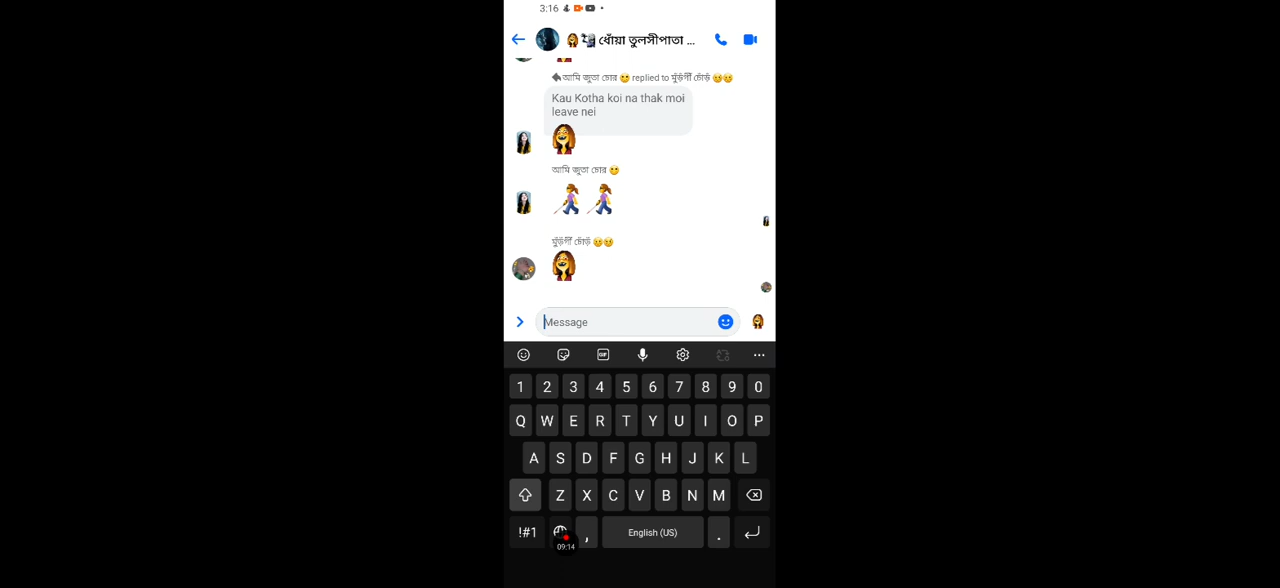 3:16
ধোঁয়া তুলসীপাতা ...
আমি জুতা চোর replied to মুঁড়গীঁ চোঁড়ঁ
Kau Kotha koi na thak moi
leave nei
আমি জুতা চোর
মুঁড়গীঁ চোঁড়ঁ
Message
GIF
1 2 3 4 5 6 7 8 9 0
Q W E R T Y U I O P
A S D F G H J K L
Z X C V B N M
!#1 , English (US) .
09:14